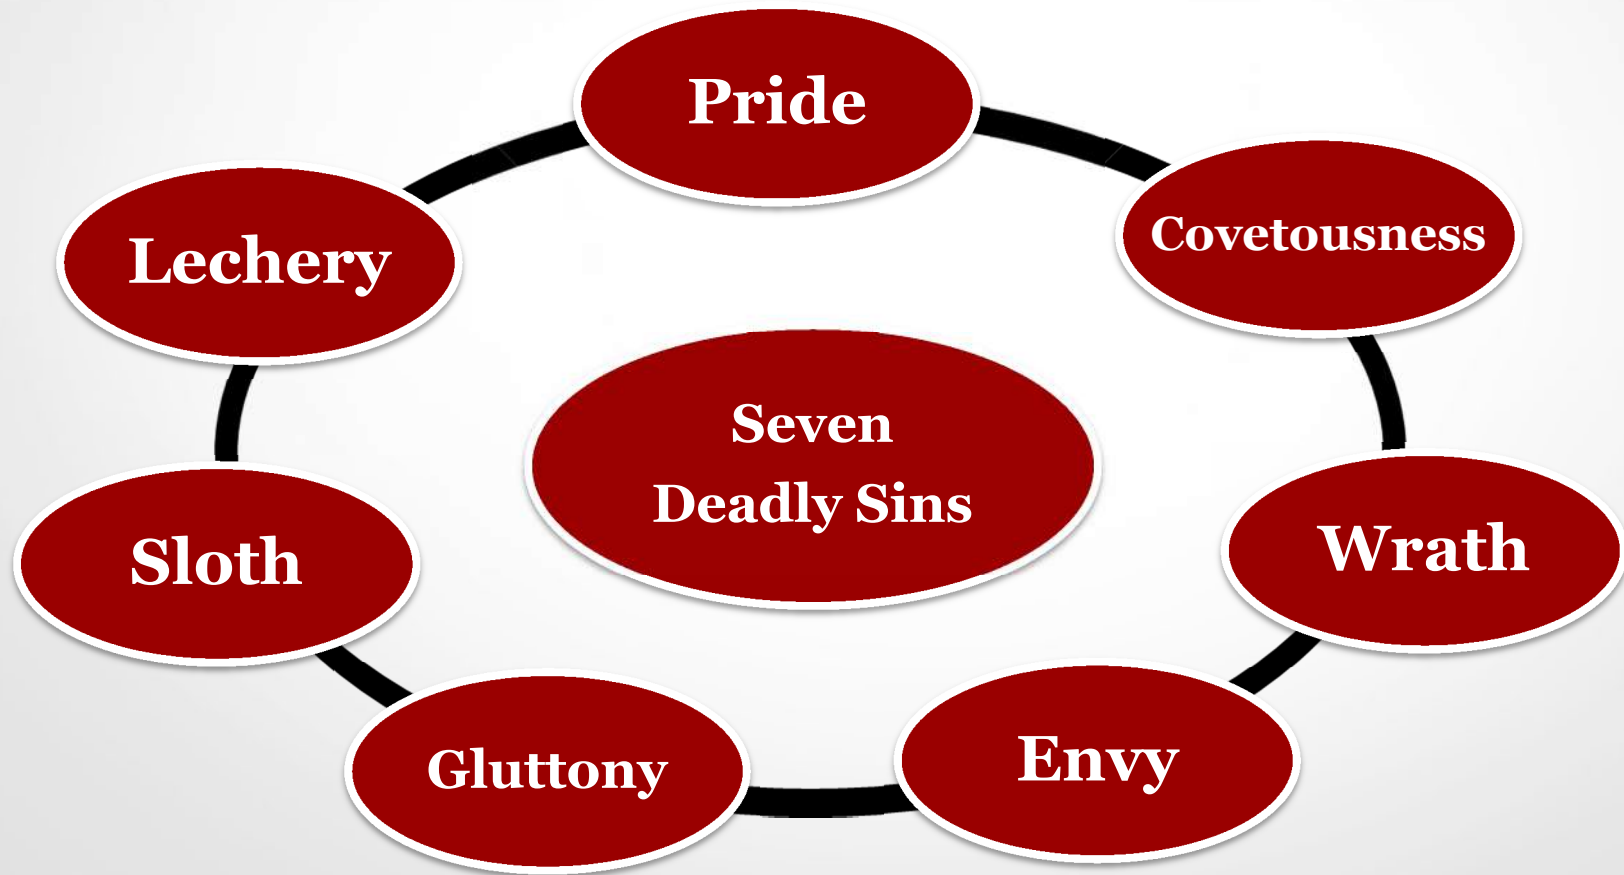 Pride
Covetousness
Lechery
Seven
Deadly Sins
Wrath
Sloth
Envy
Gluttony